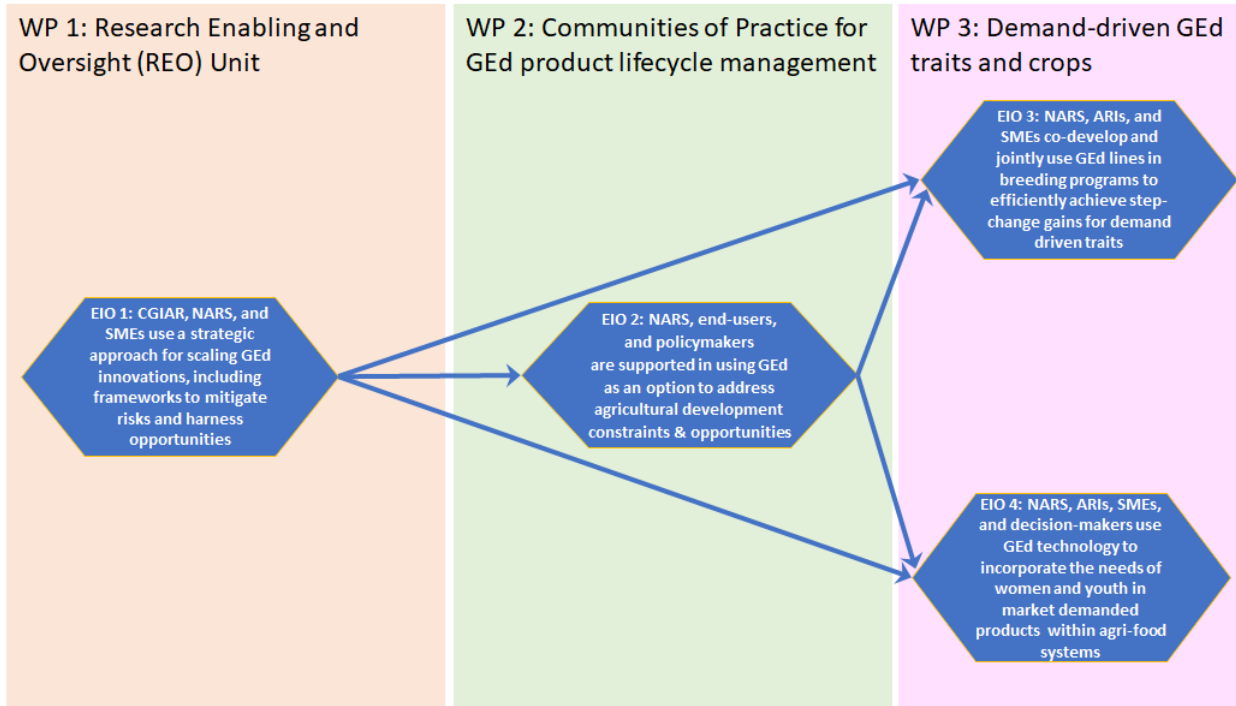 WP 1: Research Enabling and
Oversight (REO) Unit
WP 2: Communities of Practice for
GEd product lifecycle management
WP 3: Demand-driven GEd
traits and crops
EIO 1: CGIAR, NARS, and
SMEs use a strategic
approach for scaling GEd
innovations, including
frameworks to mitigate
risks and harness
opportunities
EIO 2: NARS, end-users,
and policymakers
are supported in using GEd
as an option to address
agricultural development
constraints & opportunities
EIO 3: NARS, ARIs, and
SMEs co-develop and
jointly use GEd lines in
breeding programs to
efficiently achieve step-
change gains for demand
driven traits
EIO 4: NARS, ARIs, SMEs,
and decision-makers use
GEd technology to
incorporate the needs of
women and youth in
market demanded
products within agri-food
systems